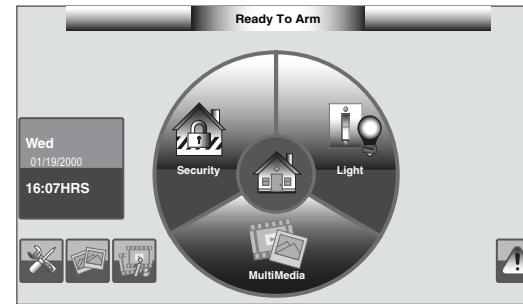 Ready To Arm
Wed
01/19/2000
16:07HRS
Security
Light
MultiMedia